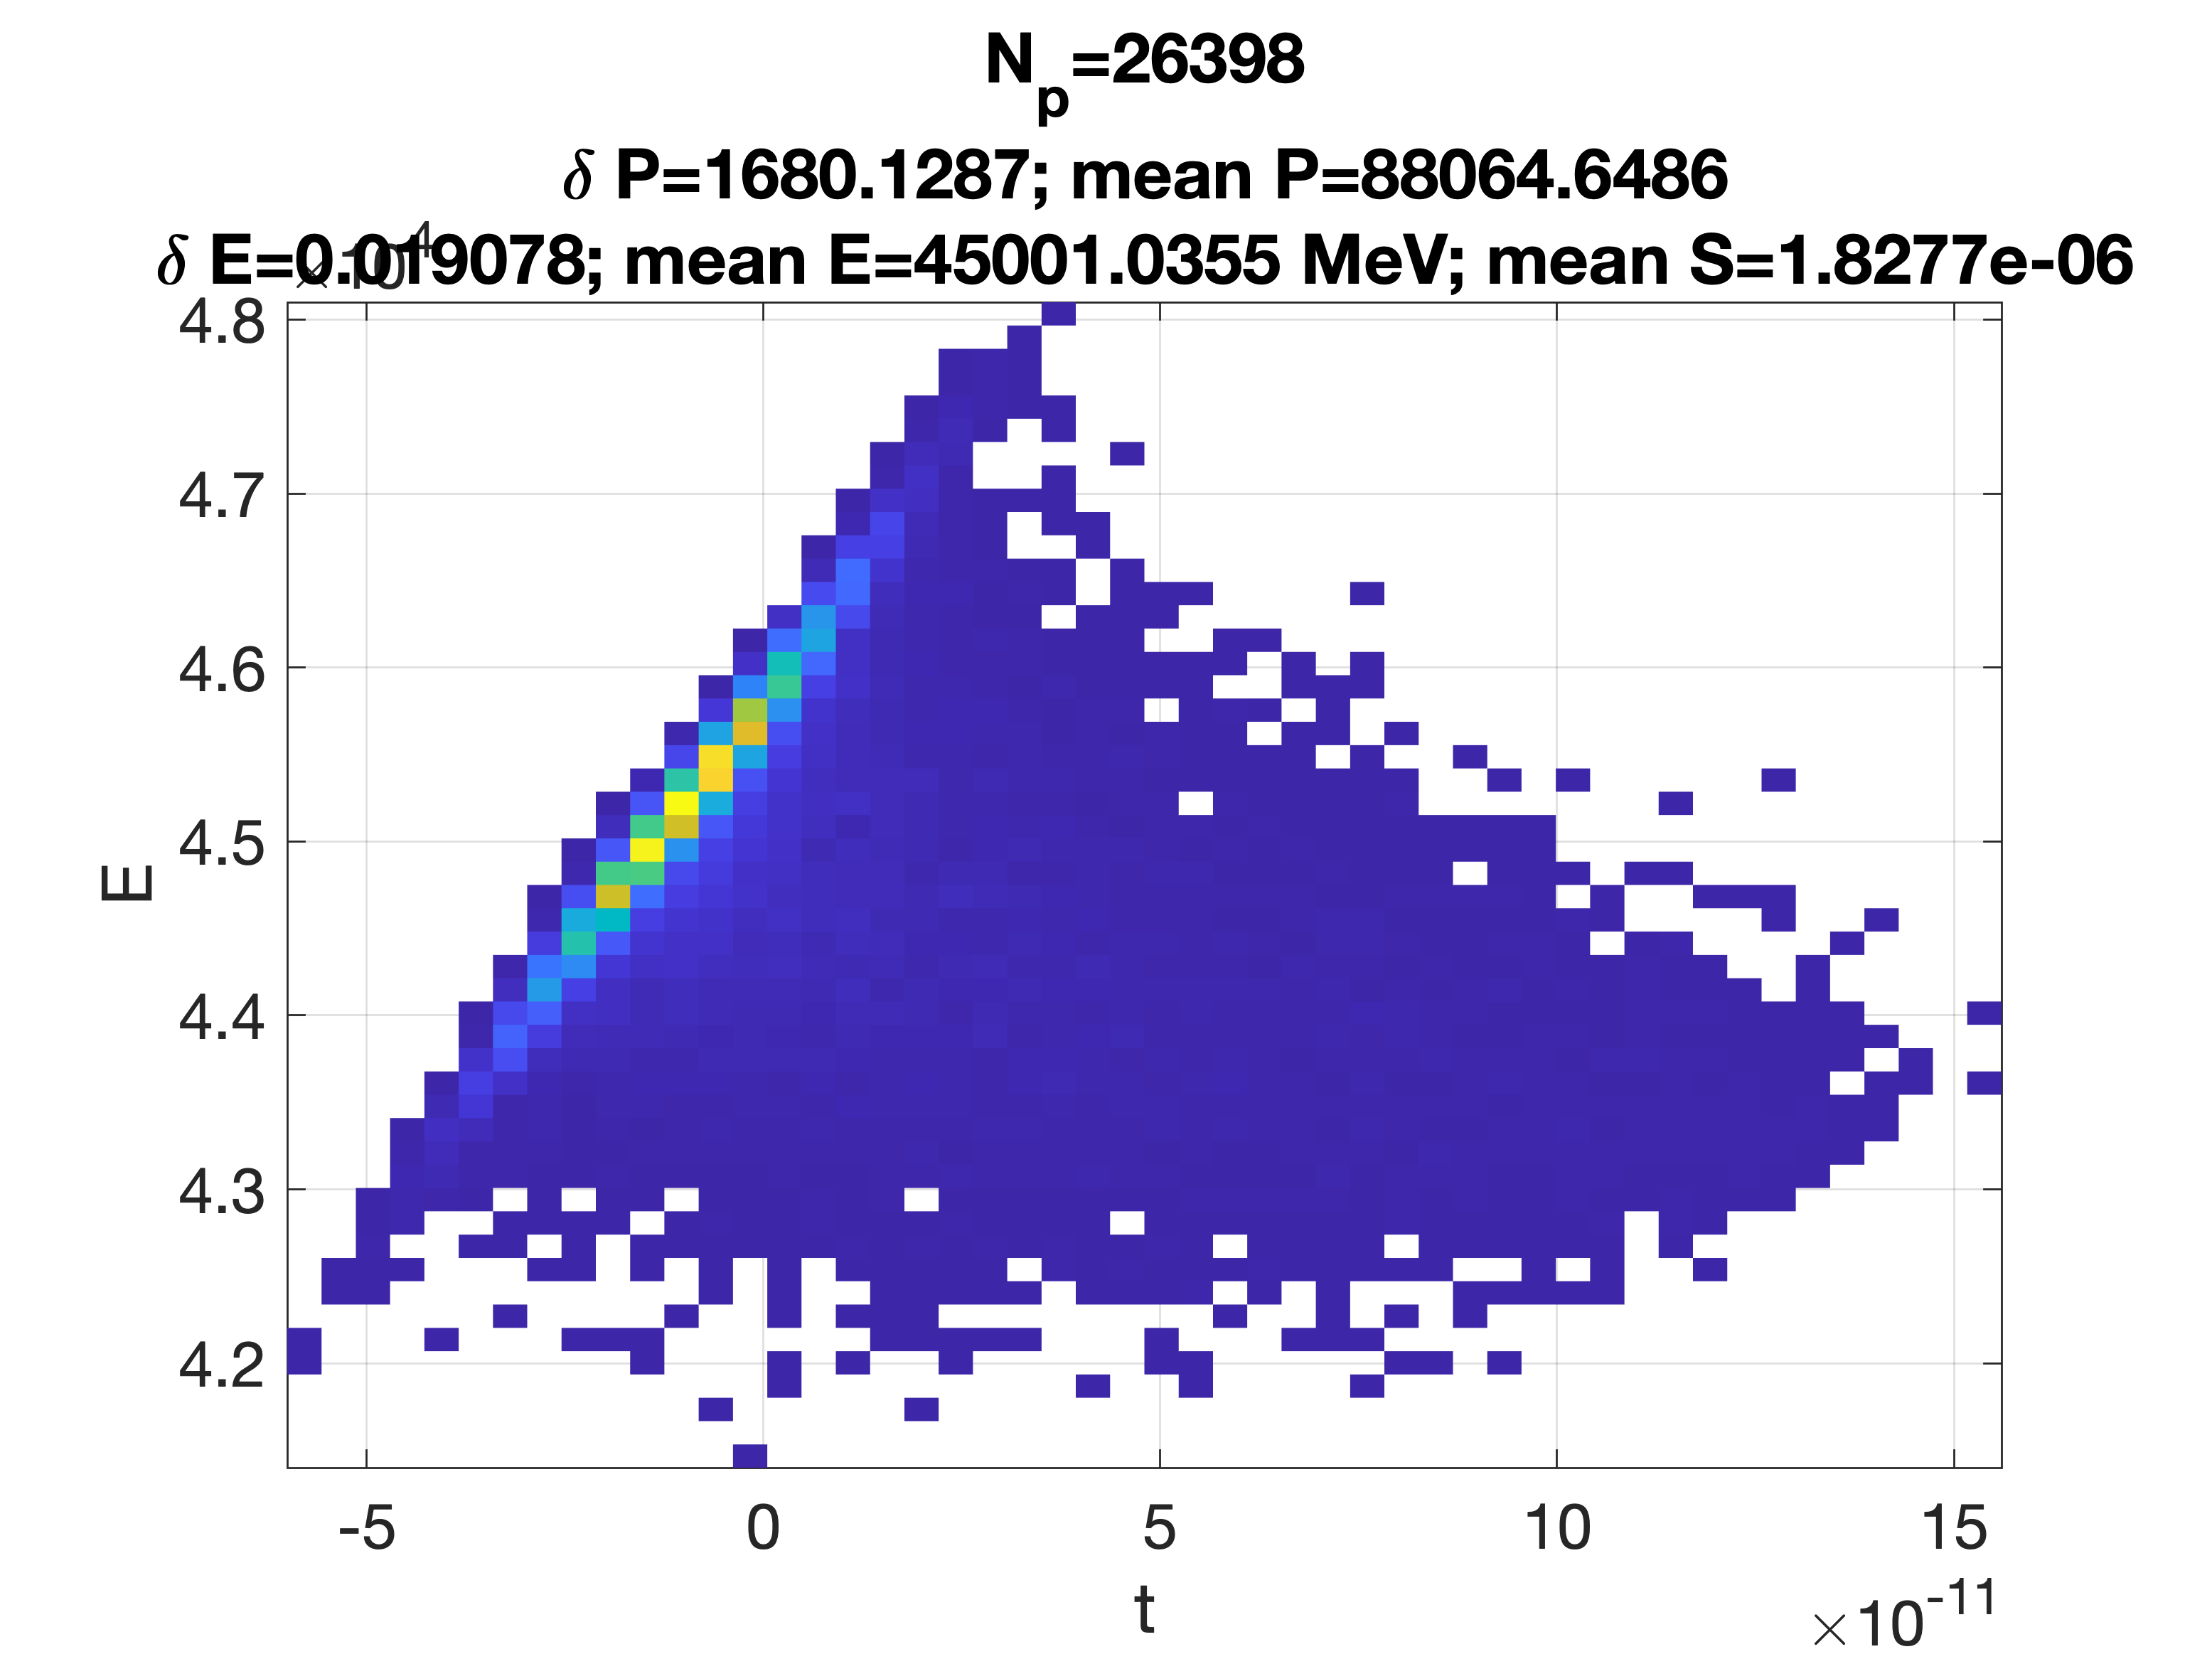 N_p=26398
δ P=1680.1287; mean P=88064.6486
δ E=0.019078; mean E=45001.0355 MeV; mean S=1.8277e-06
×10^4
4.8
4.7
4.6
4.5
4.4
4.3
4.2
E
-5 0 5 10 15
t
×10^-11